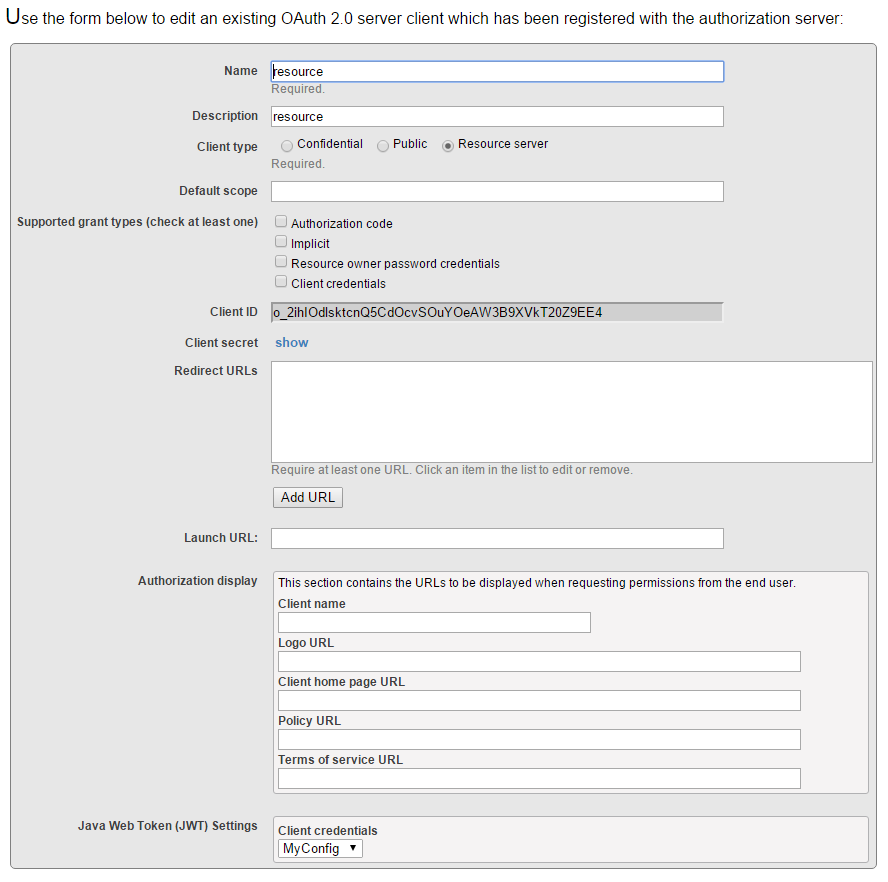 Use the form below to edit an existing OAuth 2.0 server client which has been registered with the authorization server:
Name resource
Required.
Description resource
Client type Confidential Public Resource server
Required.
Default scope
Supported grant types (check at least one) Authorization code
Implicit
Resource owner password credentials
Client credentials
Client ID o_2ihIOdlsktcnQ5CdOcvSOuYOeAW3B9XVkT20Z9EE4
Client secret show
Redirect URLs
Require at least one URL. Click an item in the list to edit or remove.
Add URL
Launch URL:
Authorization display This section contains the URLs to be displayed when requesting permissions from the end user.
Client name
Logo URL
Client home page URL
Policy URL
Terms of service URL
Java Web Token (JWT) Settings Client credentials
MyConfig